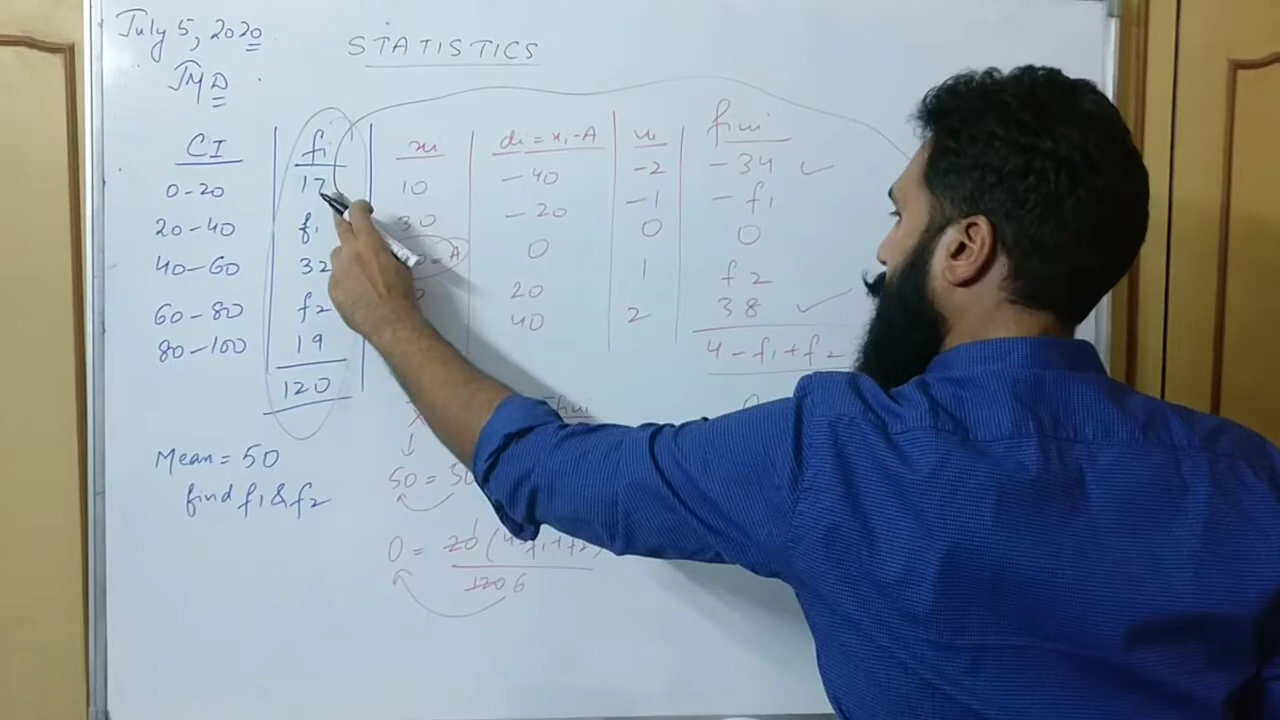 July 5, 2020
JMD
STATISTICS
CI fi xi di = xi - A ui fiui
0-20 17 10 -40 -2 -34 ✓
20-40 f1 30 -20 -1 -f1
40-60 32 = A 0 0 0
60-80 f2 20 1 f2
80-100 19 40 2 38 ✓
120 4 - f1 + f2
Mean = 50
find f1 & f2
fiui
50 = 50
0 = 20 1 (4 - f1 + f2)
120 6